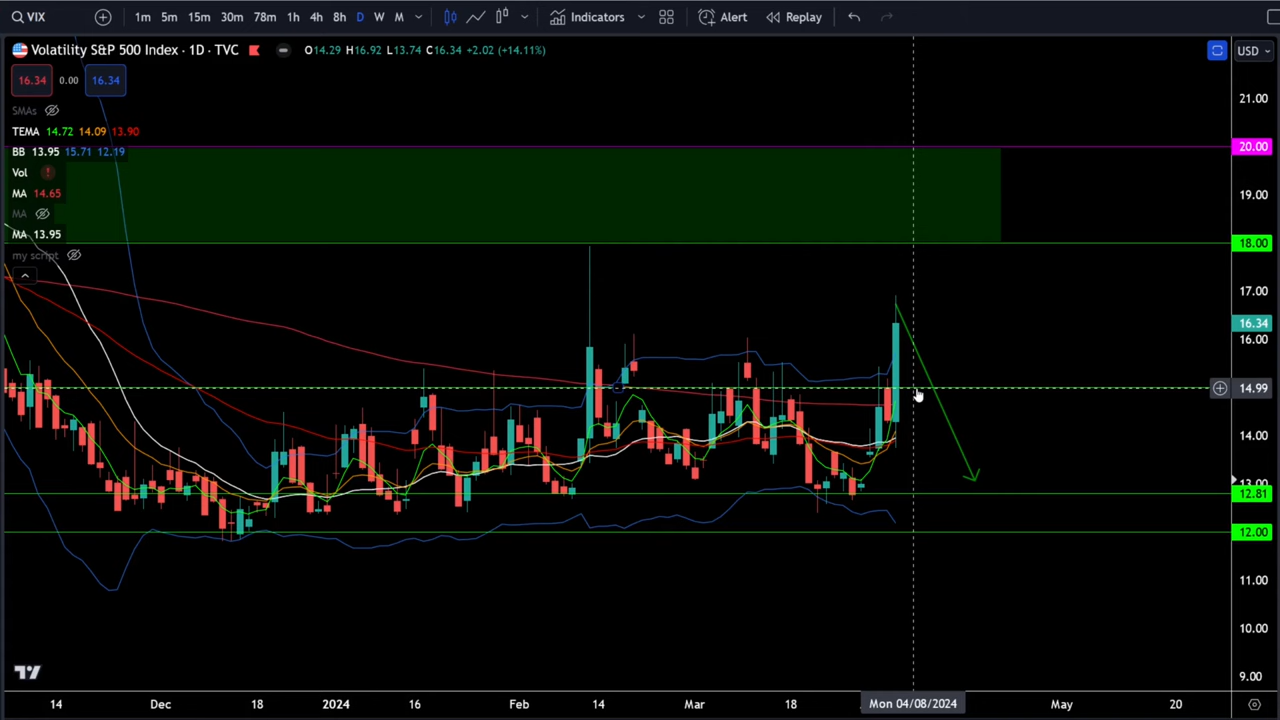 VIX 1m 5m 15m 30m 78m 1h 4h 8h D W M Indicators Alert Replay
Volatility S&P 500 Index · 1D · TVC O14.29 H16.92 L13.74 C16.34 +2.02 (+14.11%) USD
16.34 0.00 16.34
SMAs
TEMA 14.72 14.09 13.90
BB 13.95 15.71 12.19
Vol
MA 14.65
MA
MA 13.95
my script
21.00
20.00
19.00
18.00
17.00
16.34
16.00
14.99
14.00
13.00
12.81
12.00
11.00
10.00
9.00
14 Dec 18 2024 16 Feb 14 Mar 18 Mon 04/08/2024 May 20